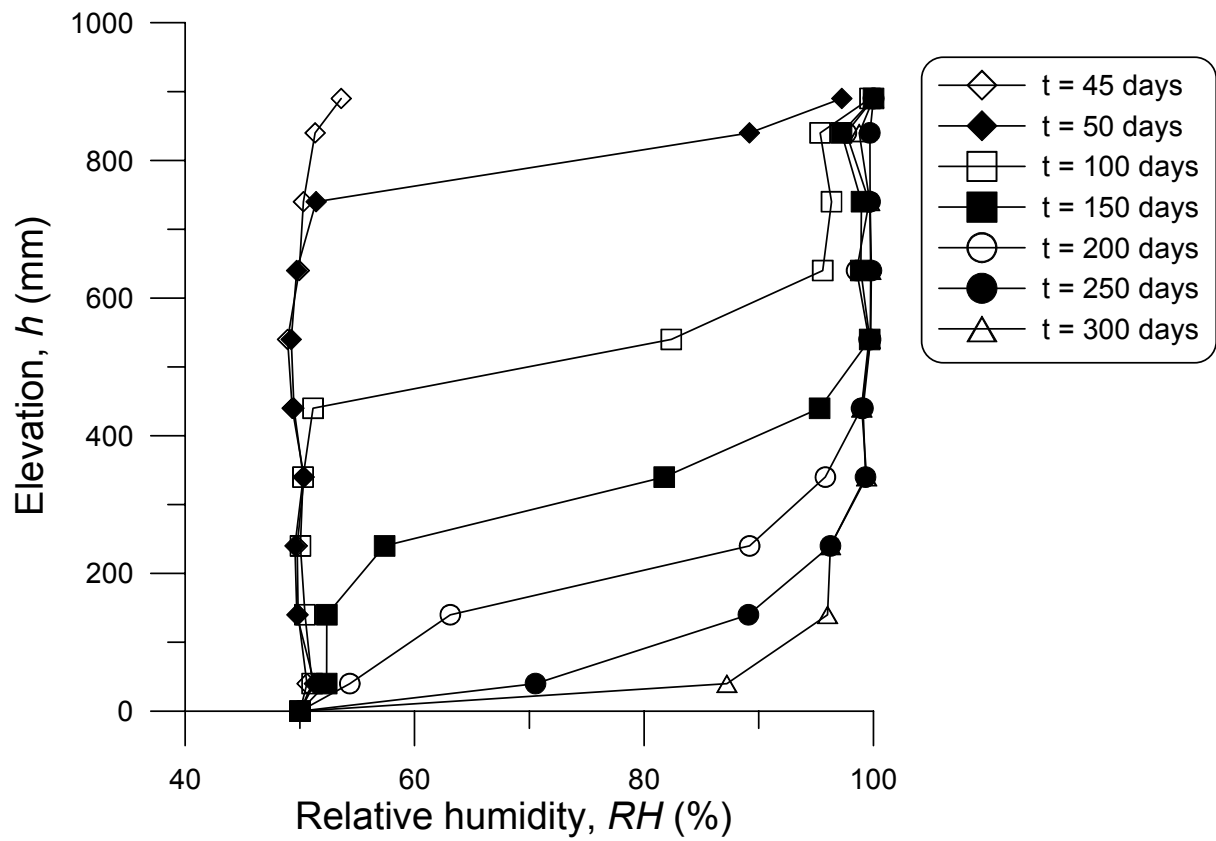 1000
800
600
400
200
0
Elevation, h (mm)
40
60
80
100
Relative humidity, RH (%)
t = 45 days
t = 50 days
t = 100 days
t = 150 days
t = 200 days
t = 250 days
t = 300 days